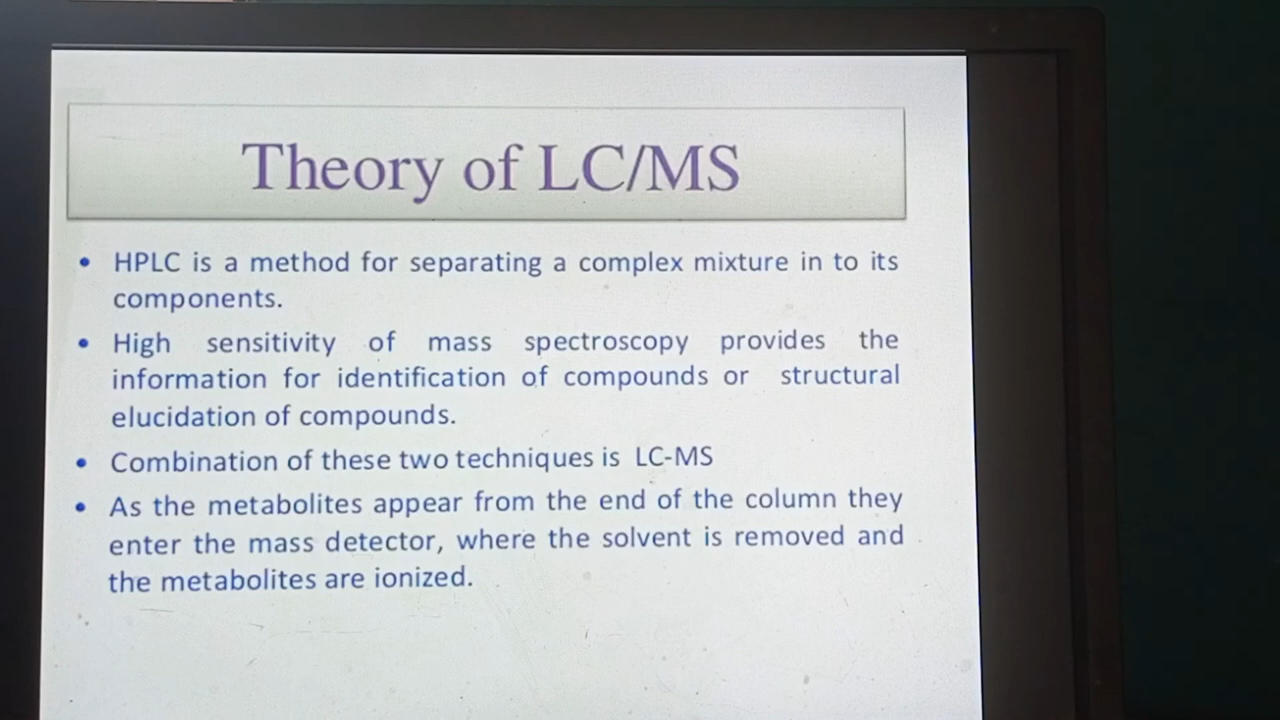 Theory of LC/MS
• HPLC is a method for separating a complex mixture in to its
components.
• High sensitivity of mass spectroscopy provides the
information for identification of compounds or structural
elucidation of compounds.
• Combination of these two techniques is LC-MS
• As the metabolites appear from the end of the column they
enter the mass detector, where the solvent is removed and
the metabolites are ionized.